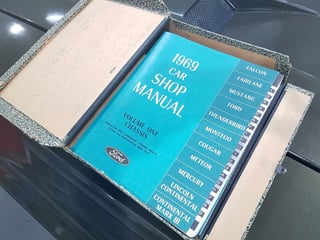 1969
CAR
SHOP
MANUAL
VOLUME ONE
CHASSIS
Ford
FALCON
FAIRLANE
MUSTANG
FORD
THUNDERBIRD
MONTEGO
COUGAR
METEOR
MERCURY
LINCOLN
CONTINENTAL
CONTINENTAL
MARK III